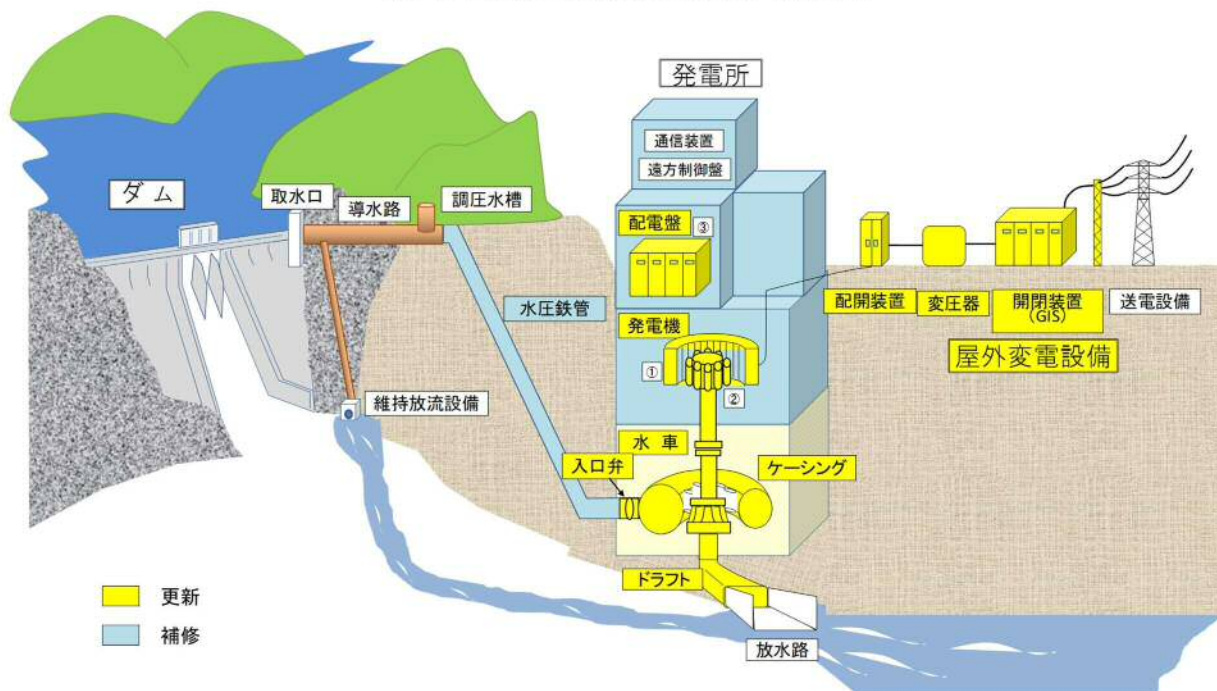 発電所
通信装置
遠方制御盤
ダム
取水口
導水路
調圧水槽
配電盤
③
水圧鉄管
発電機
配開装置
変圧器
開閉装置
(GIS)
送電設備
屋外変電設備
①
②
維持放流設備
水車
入口弁
ケーシング
ドラフト
更新
補修
放水路